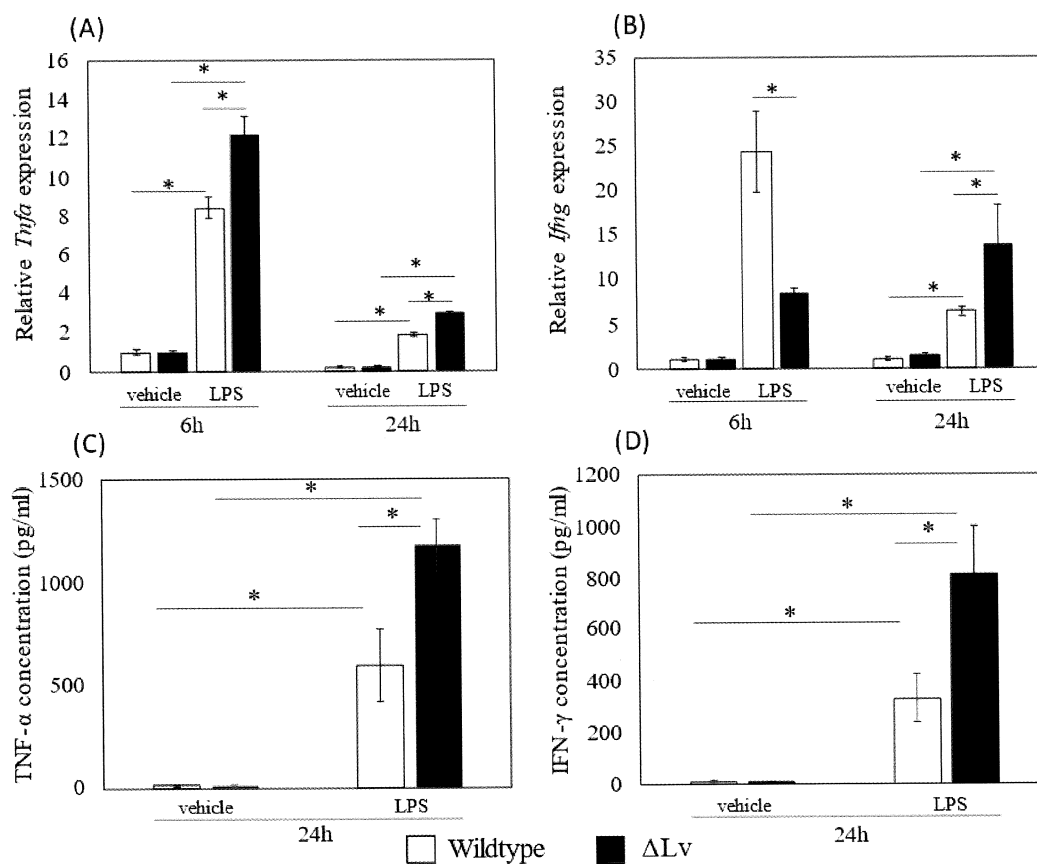 (A)
Relative Tnfa expression
16
14
12
10
8
6
4
2
0
* * * * * *
vehicle LPS vehicle LPS
6h 24h
(B)
Relative Ifng expression
35
30
25
20
15
10
5
0
* * * *
vehicle LPS vehicle LPS
6h 24h
(C)
TNF-α concentration (pg/ml)
1500
1000
500
0
* * *
vehicle LPS
24h
(D)
IFN-γ concentration (pg/ml)
1200
1000
800
600
400
200
0
* * *
vehicle LPS
24h
Wildtype ΔLv